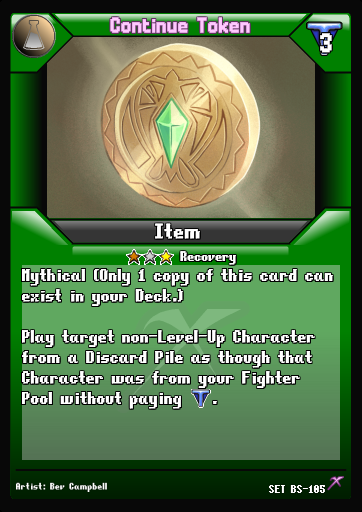 Continue Token
3
Item
Recovery
Mythical (Only 1 copy of this card can
exist in your Deck.)
Play target non-Level-Up Character
from a Discard Pile as though that
Character was from your Fighter
Pool without paying .
Artist: Bev Campbell
SET BS-105